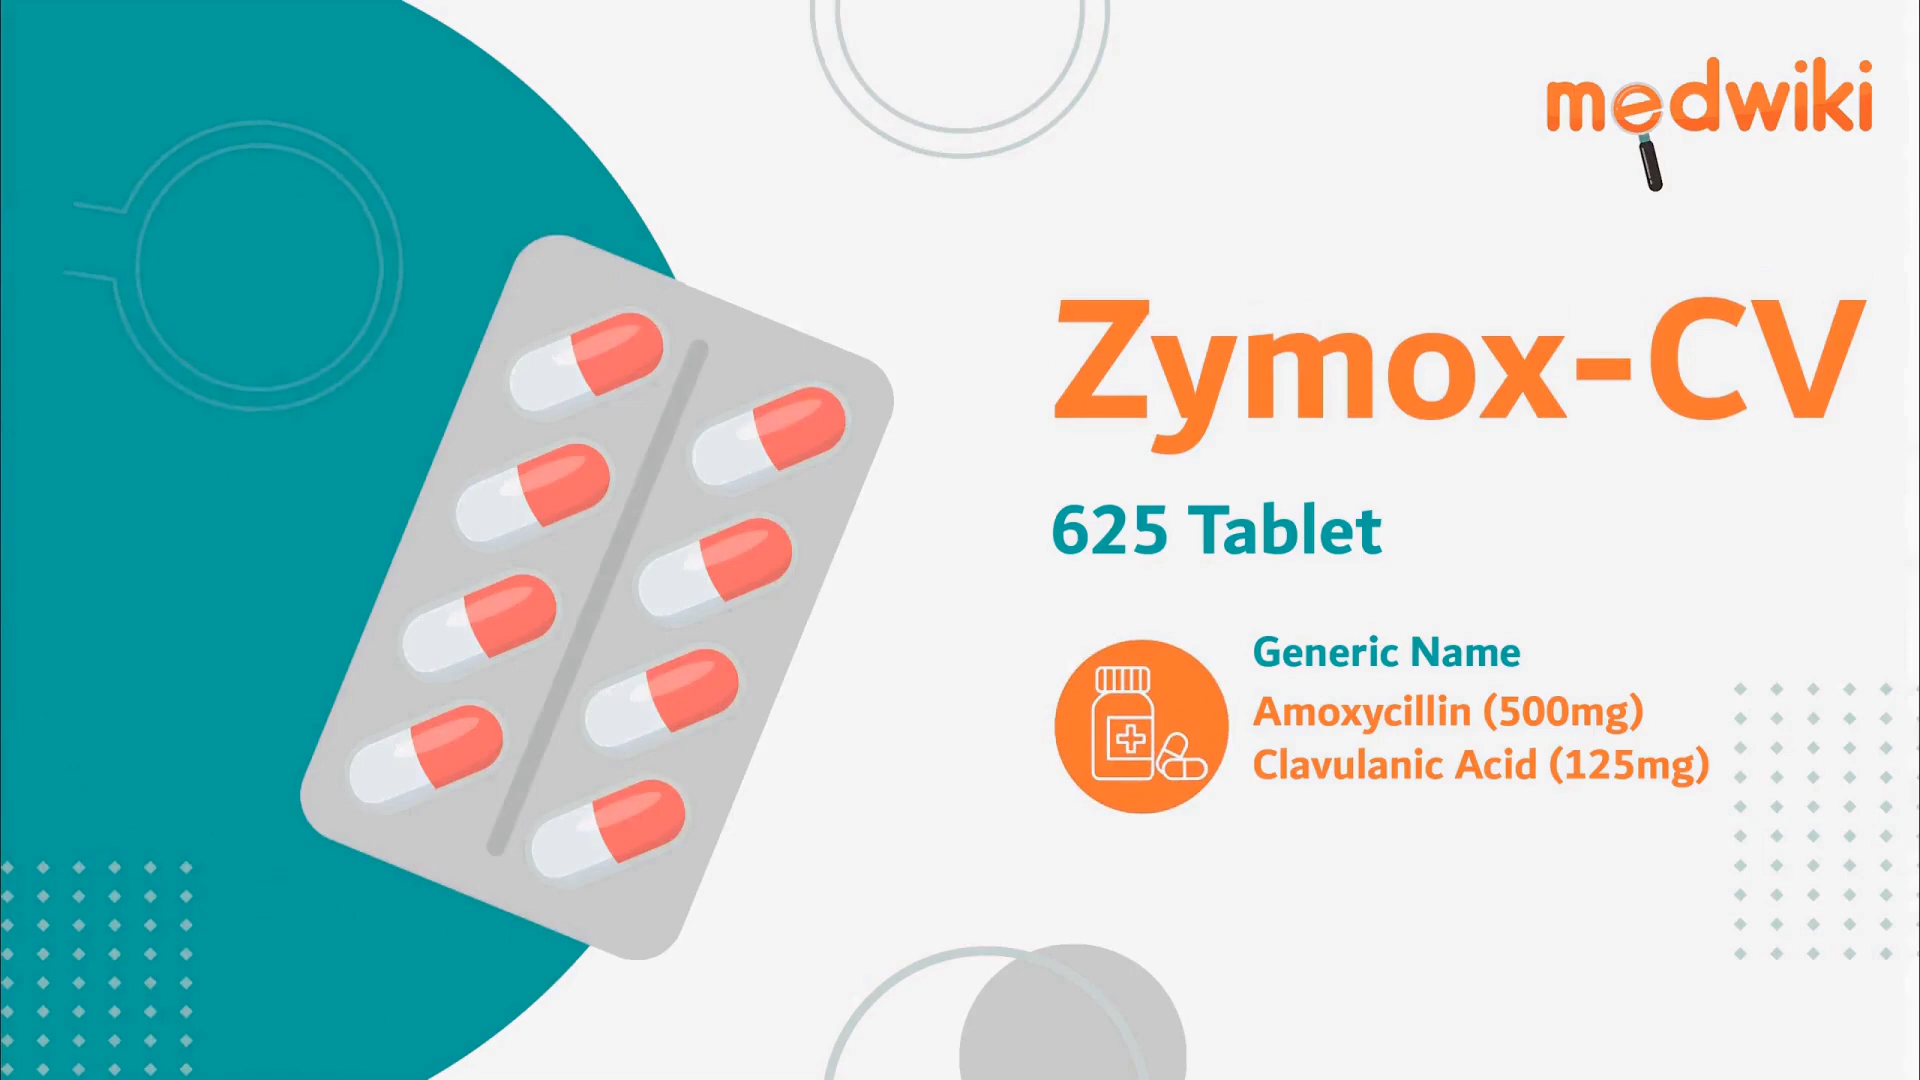 medwiki
Zymox-CV
625 Tablet
Generic Name
Amoxycillin (500mg)
Clavulanic Acid (125mg)